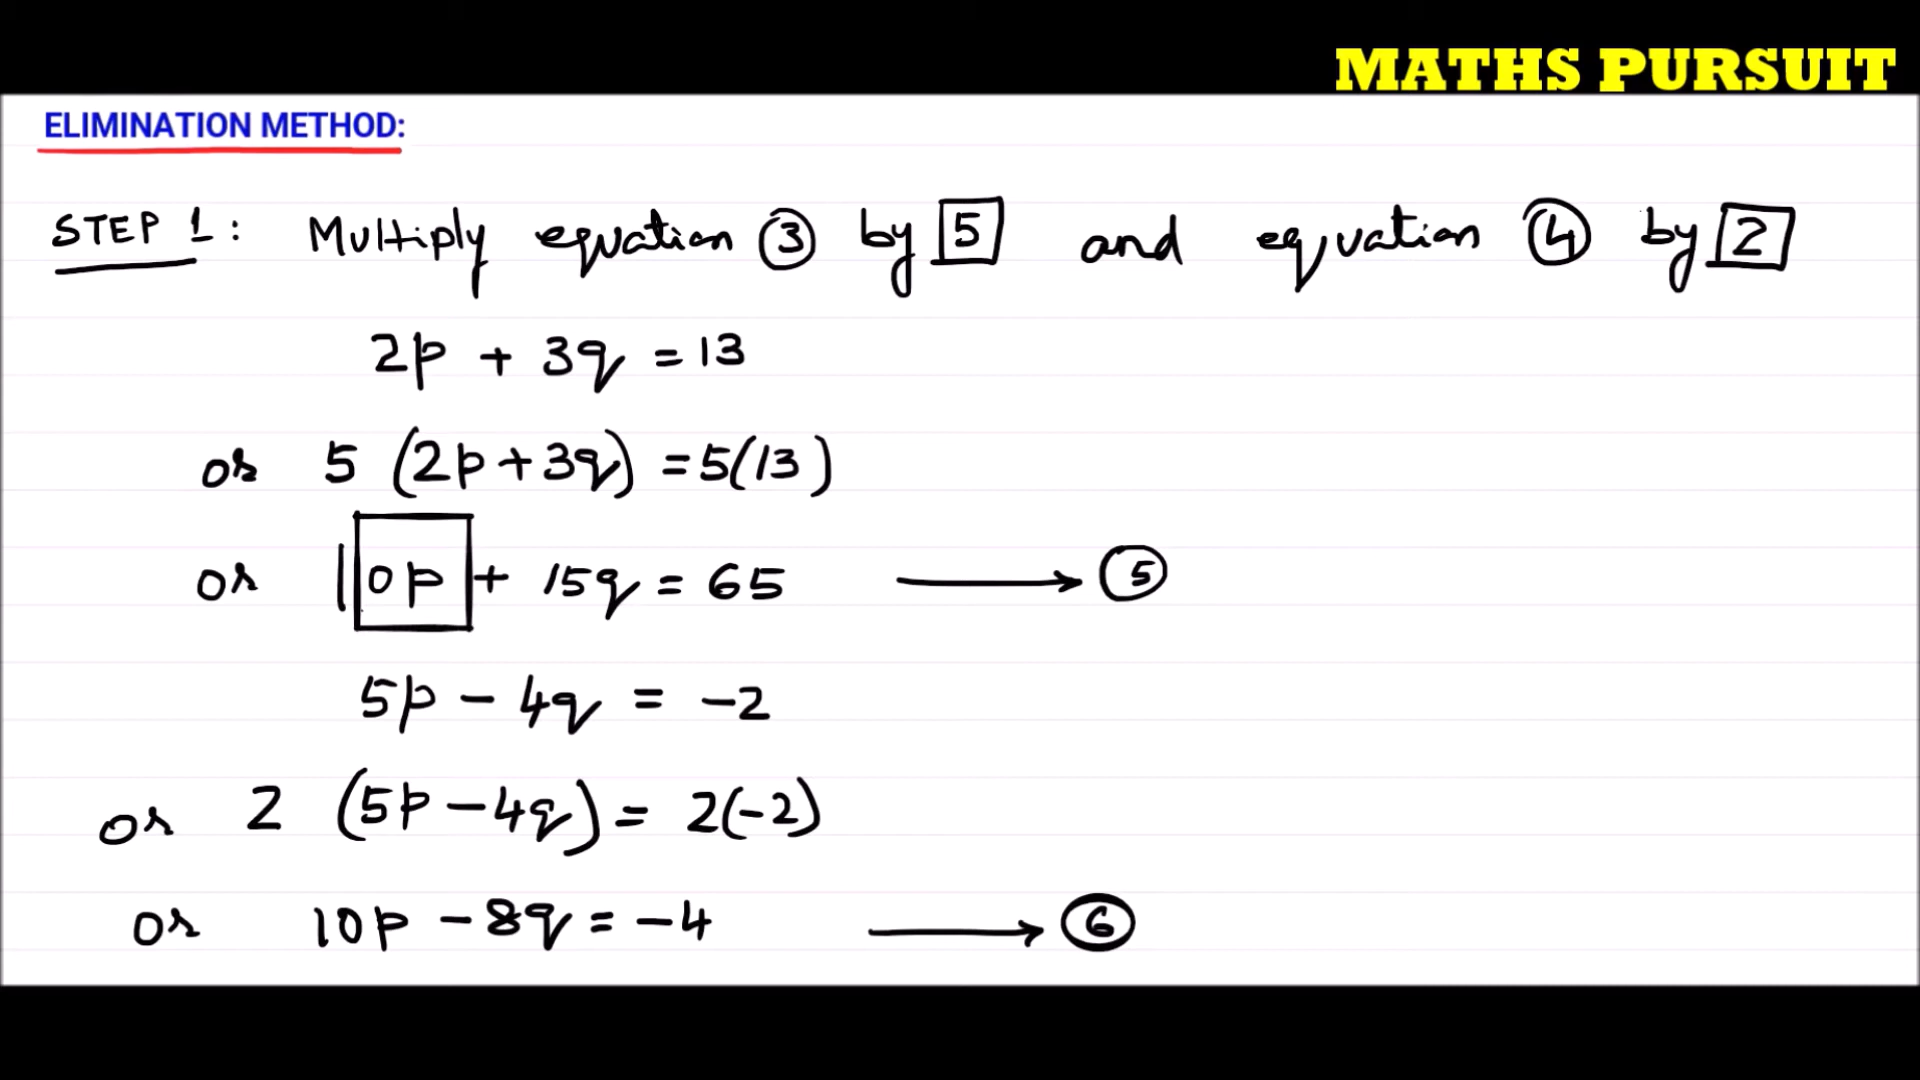 MATHS PURSUIT
ELIMINATION METHOD:
STEP 1: Multiply equation ③ by 5 and equation ④ by 2
2p + 3q = 13
or 5 (2p+3q) = 5(13)
or 10p + 15q = 65 ⟶ ⑤
5p - 4q = -2
or 2 (5p - 4q) = 2(-2)
or 10p - 8q = -4 ⟶ ⑥